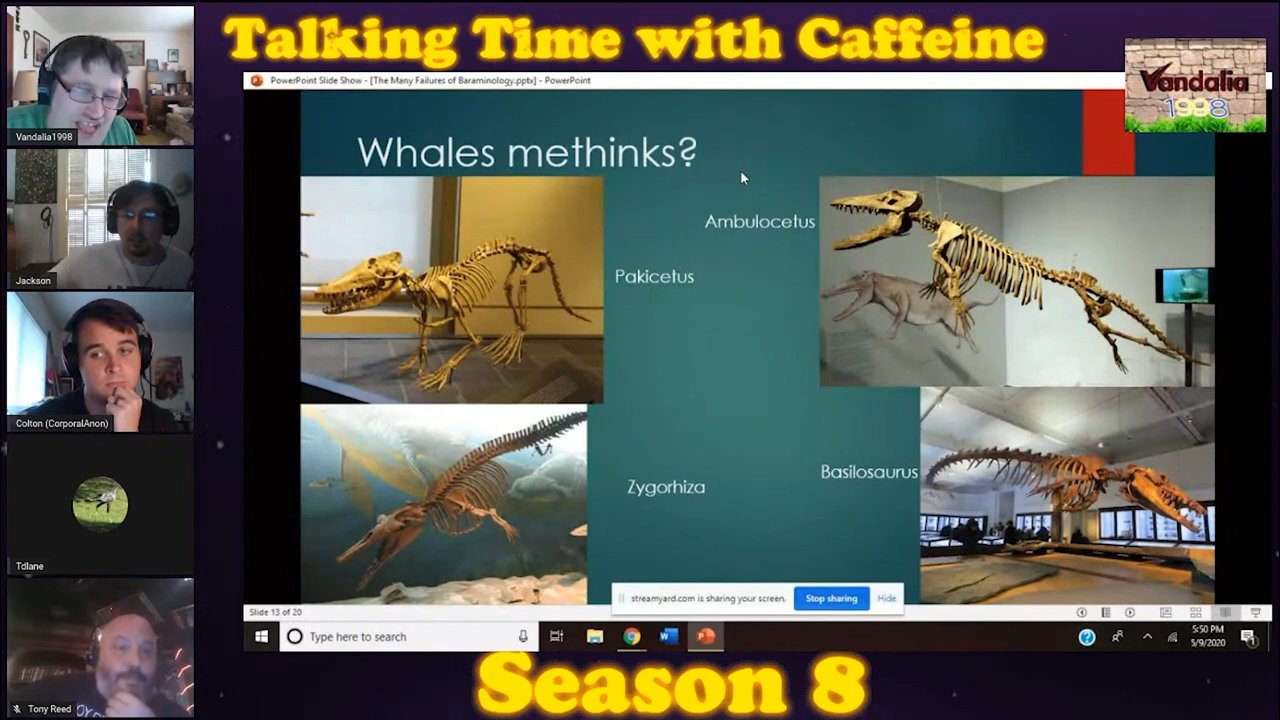 Talking Time with Caffeine
PowerPoint Slide Show - [The Many Failures of Baraminology.pptx] - PowerPoint
Vandalia
1998
Vandalia1998
Whales methinks?
Ambulocetus
Pakicetus
Jackson
Colton (CorporalAnon)
Basilosaurus
Zygorhiza
Tdlane
streamyard.com is sharing your screen.
Stop sharing
Hide
Slide 13 of 20
Type here to search
5:50 PM
5/9/2020
Season 8
Tony Reed